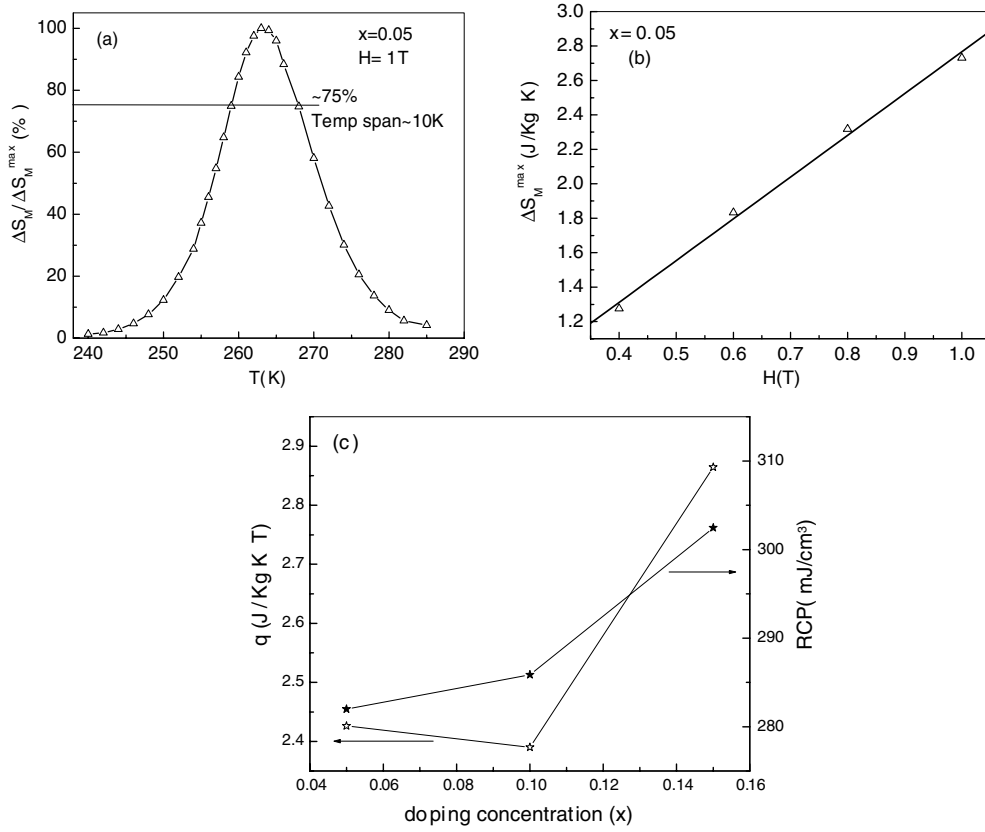 (a)
x=0.05
H= 1T
~75%
Temp span~10K
ΔS_M / ΔS_M^max (% )
100
80
60
40
20
0
240 250 260 270 280 290
T(K)
x = 0.05
(b)
ΔS_M^max (J/Kg K)
3.0
2.8
2.6
2.4
2.2
2.0
1.8
1.6
1.4
1.2
0.4 0.5 0.6 0.7 0.8 0.9 1.0
H(T)
(c)
q (J/Kg K T)
2.9
2.8
2.7
2.6
2.5
2.4
310
300
290
280
RCP( mJ/cm³)
0.04 0.06 0.08 0.10 0.12 0.14 0.16
doping concentration (x)